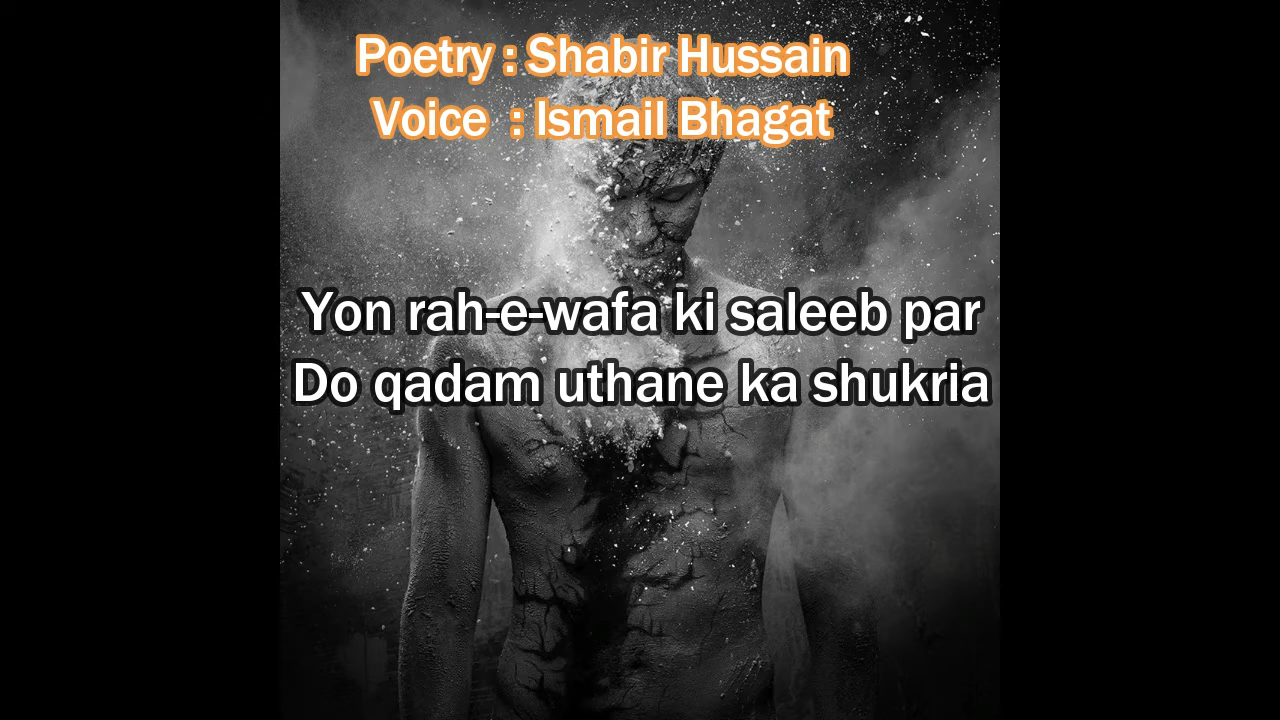 Poetry : Shabir Hussain
Voice : Ismail Bhagat
Yon rah-e-wafa ki saleeb par
Do qadam uthane ka shukria